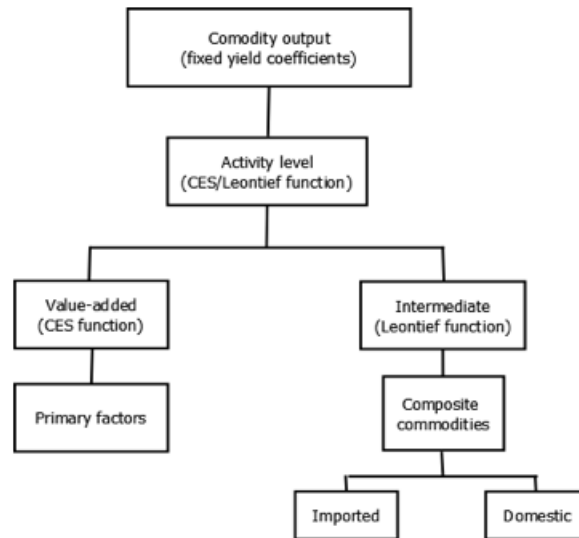 Comodity output
(fixed yield coefficients)
Activity level
(CES/Leontief function)
Value-added
(CES function)
Intermediate
(Leontief function)
Primary factors
Composite
commodities
Imported
Domestic